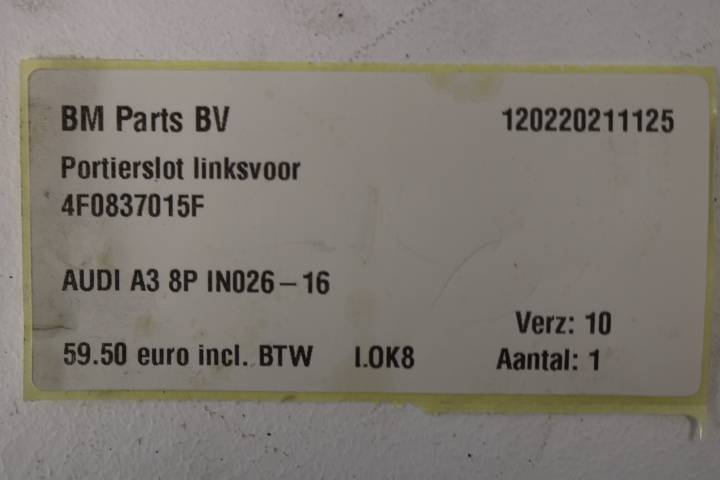 BM Parts BV 120220211125
Portierslot linksvoor
4F0837015F
AUDI A3 8P IN026-16
Verz: 10
59.50 euro incl. BTW I.OK8 Aantal: 1